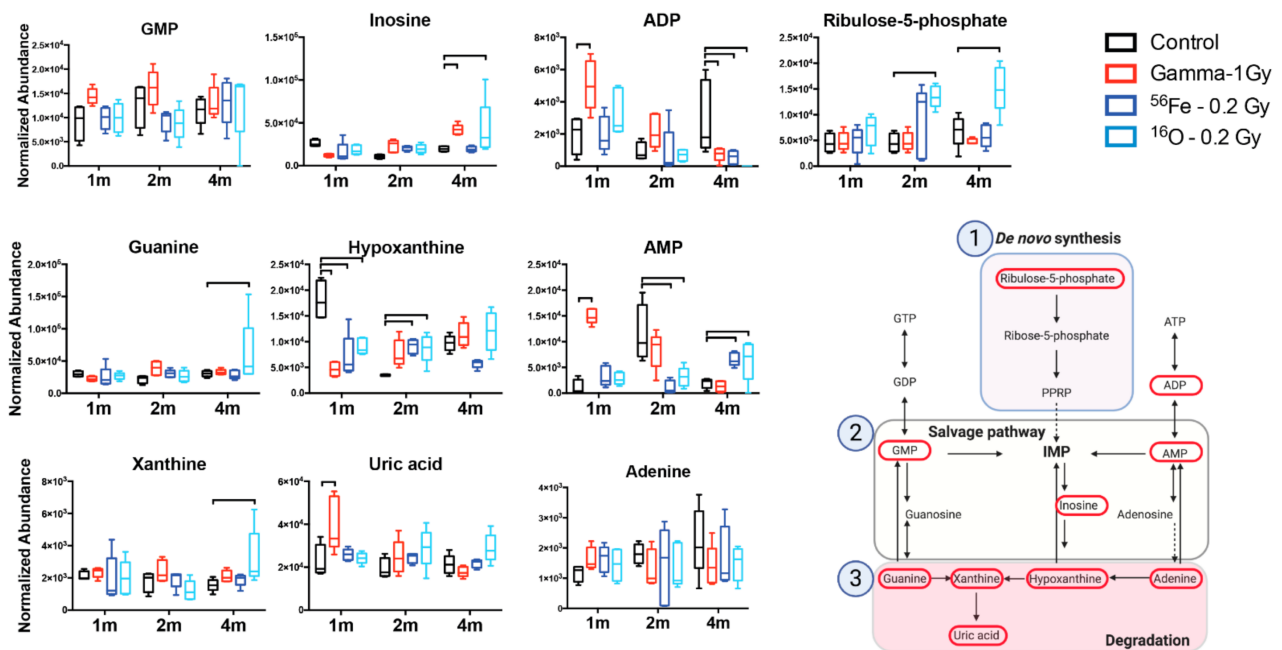 GMP
Inosine
ADP
Ribulose-5-phosphate
Control
Gamma-1Gy
⁵⁶Fe - 0.2 Gy
¹⁶O - 0.2 Gy
Normalized Abundance
2.5×10⁴
2.0×10⁴
1.5×10⁴
1.0×10⁴
5.0×10³
0
1m 2m 4m
1.5×10⁵
1.0×10⁵
5.0×10⁴
0
1m 2m 4m
8×10³
6×10³
4×10³
2×10³
0
1m 2m 4m
2.5×10⁴
2.0×10⁴
1.5×10⁴
1.0×10⁴
5.0×10³
0
1m 2m 4m
Guanine
Hypoxanthine
AMP
Normalized Abundance
2.0×10⁵
1.5×10⁵
1.0×10⁵
5.0×10⁴
0
1m 2m 4m
2.5×10⁴
2.0×10⁴
1.5×10⁴
1.0×10⁴
5.0×10³
0
1m 2m 4m
2.5×10⁴
2.0×10⁴
1.5×10⁴
1.0×10⁴
5.0×10³
0
1m 2m 4m
Xanthine
Uric acid
Adenine
Normalized Abundance
8×10³
6×10³
4×10³
2×10³
0
1m 2m 4m
6×10⁴
4×10⁴
2×10⁴
0
1m 2m 4m
4×10³
3×10³
2×10³
1×10³
0
1m 2m 4m
1 De novo synthesis
Ribulose-5-phosphate
Ribose-5-phosphate
PPRP
GTP
GDP
ATP
ADP
2 Salvage pathway
GMP IMP AMP
Inosine
Guanosine Adenosine
3 Guanine Xanthine Hypoxanthine Adenine
Uric acid
Degradation